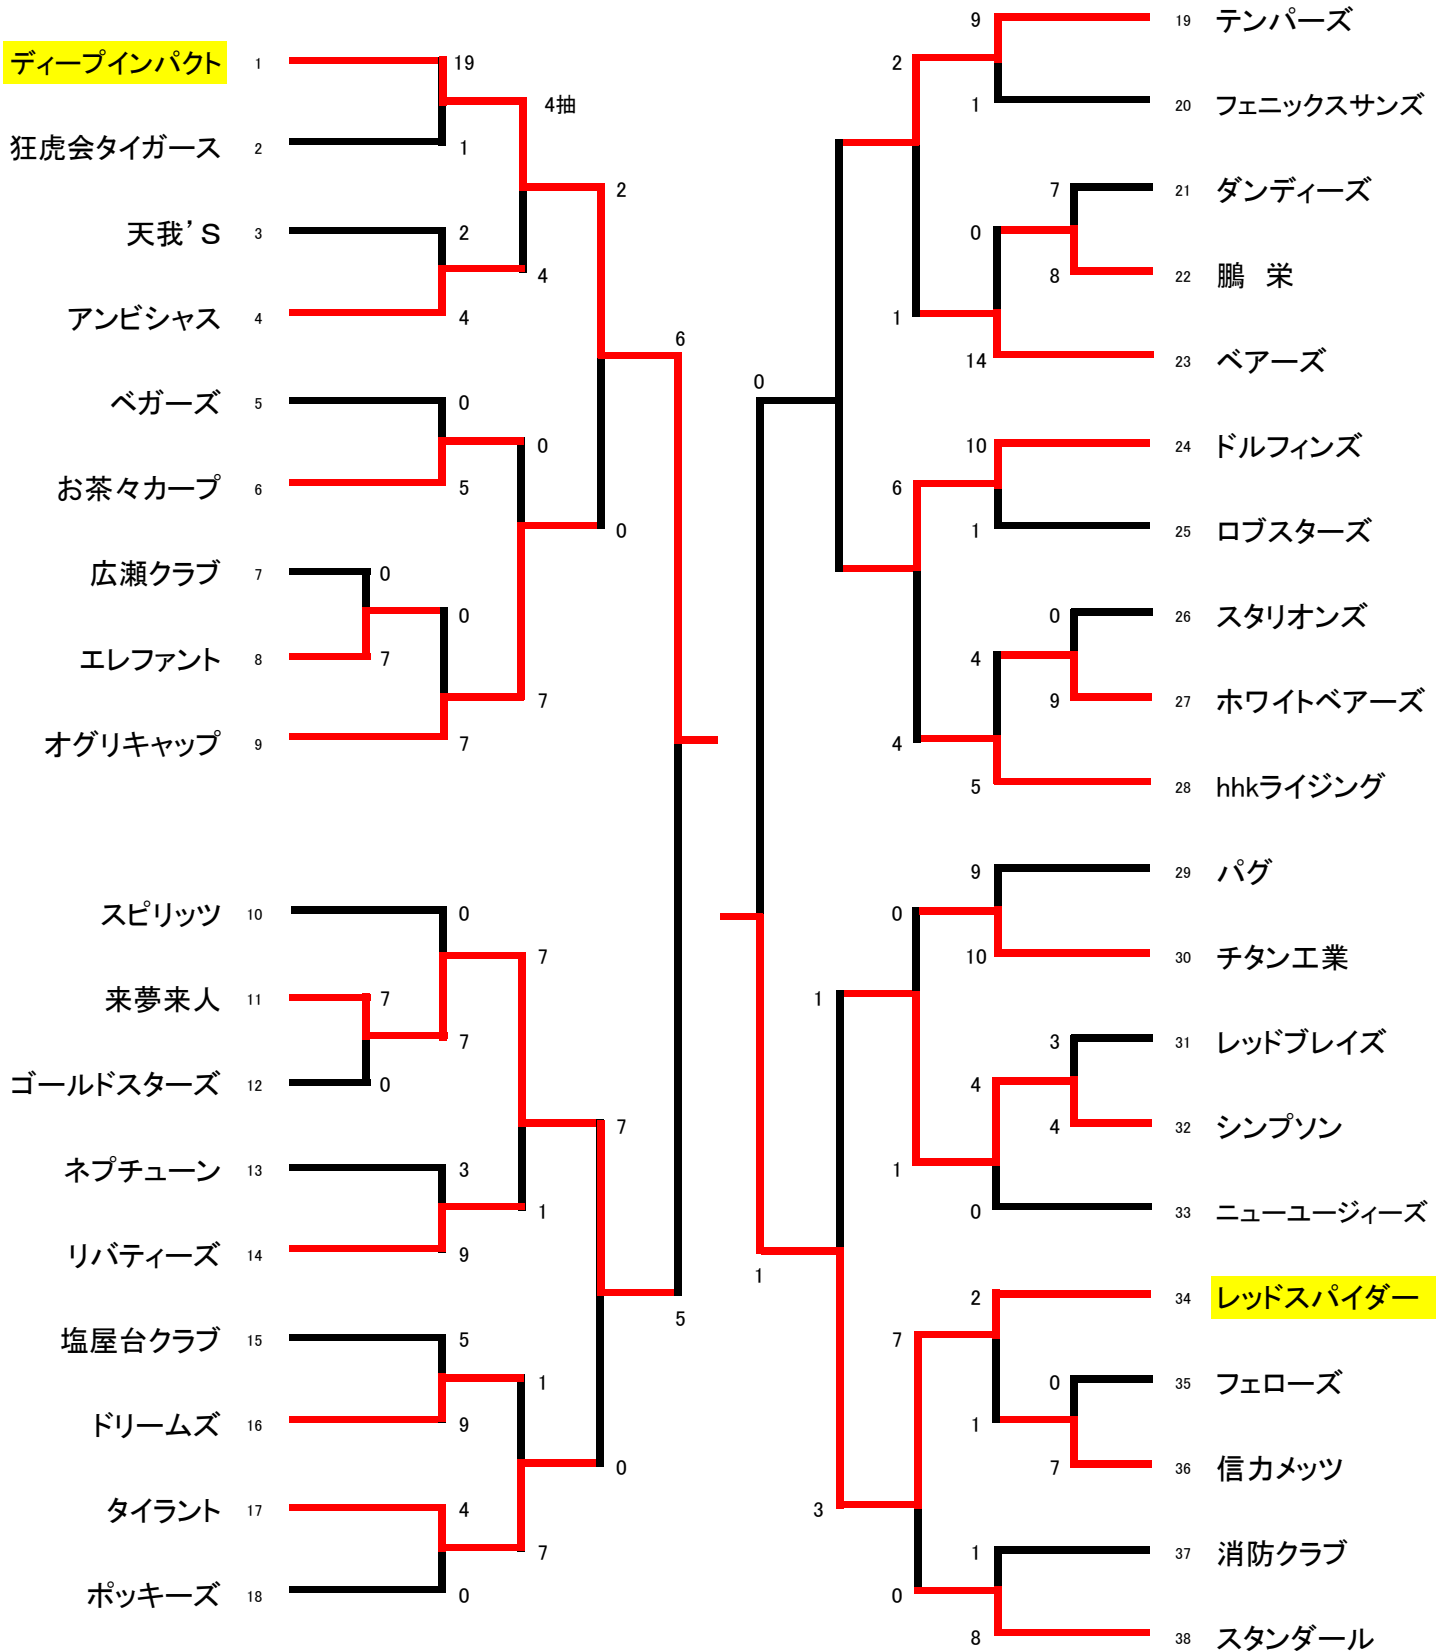 ディープインパクト 1 19
4抽
狂虎会タイガース 2 1
2
天我’S 3 2
4
アンビシャス 4 4
6
ベガーズ 5 0
0
お茶々カープ 6 5
0
広瀬クラブ 7 0
0
エレファント 8 7
7
オグリキャップ 9 7
スピリッツ 10 0
7
来夢来人 11 7
7
ゴールドスターズ 12 0
7
ネプチューン 13 3
1
リバティーズ 14 9
5
塩屋台クラブ 15 5
1
ドリームズ 16 9
0
タイラント 17 4
7
ポッキーズ 18 0
9 19 テンパーズ
2
1 20 フェニックスサンズ
7 21 ダンディーズ
0
8 22 鵬 栄
1
14 23 ベアーズ
0
10 24 ドルフィンズ
6
1 25 ロブスターズ
0 26 スタリオンズ
4
9 27 ホワイトベアーズ
4
5 28 hhkライジング
9 29 パグ
0
10 30 チタン工業
1
3 31 レッドブレイズ
4
4 32 シンプソン
1
0 33 ニューユージィーズ
1
2 34 レッドスパイダー
7
0 35 フェローズ
1
7 36 信力メッツ
3
1 37 消防クラブ
0
8 38 スタンダール